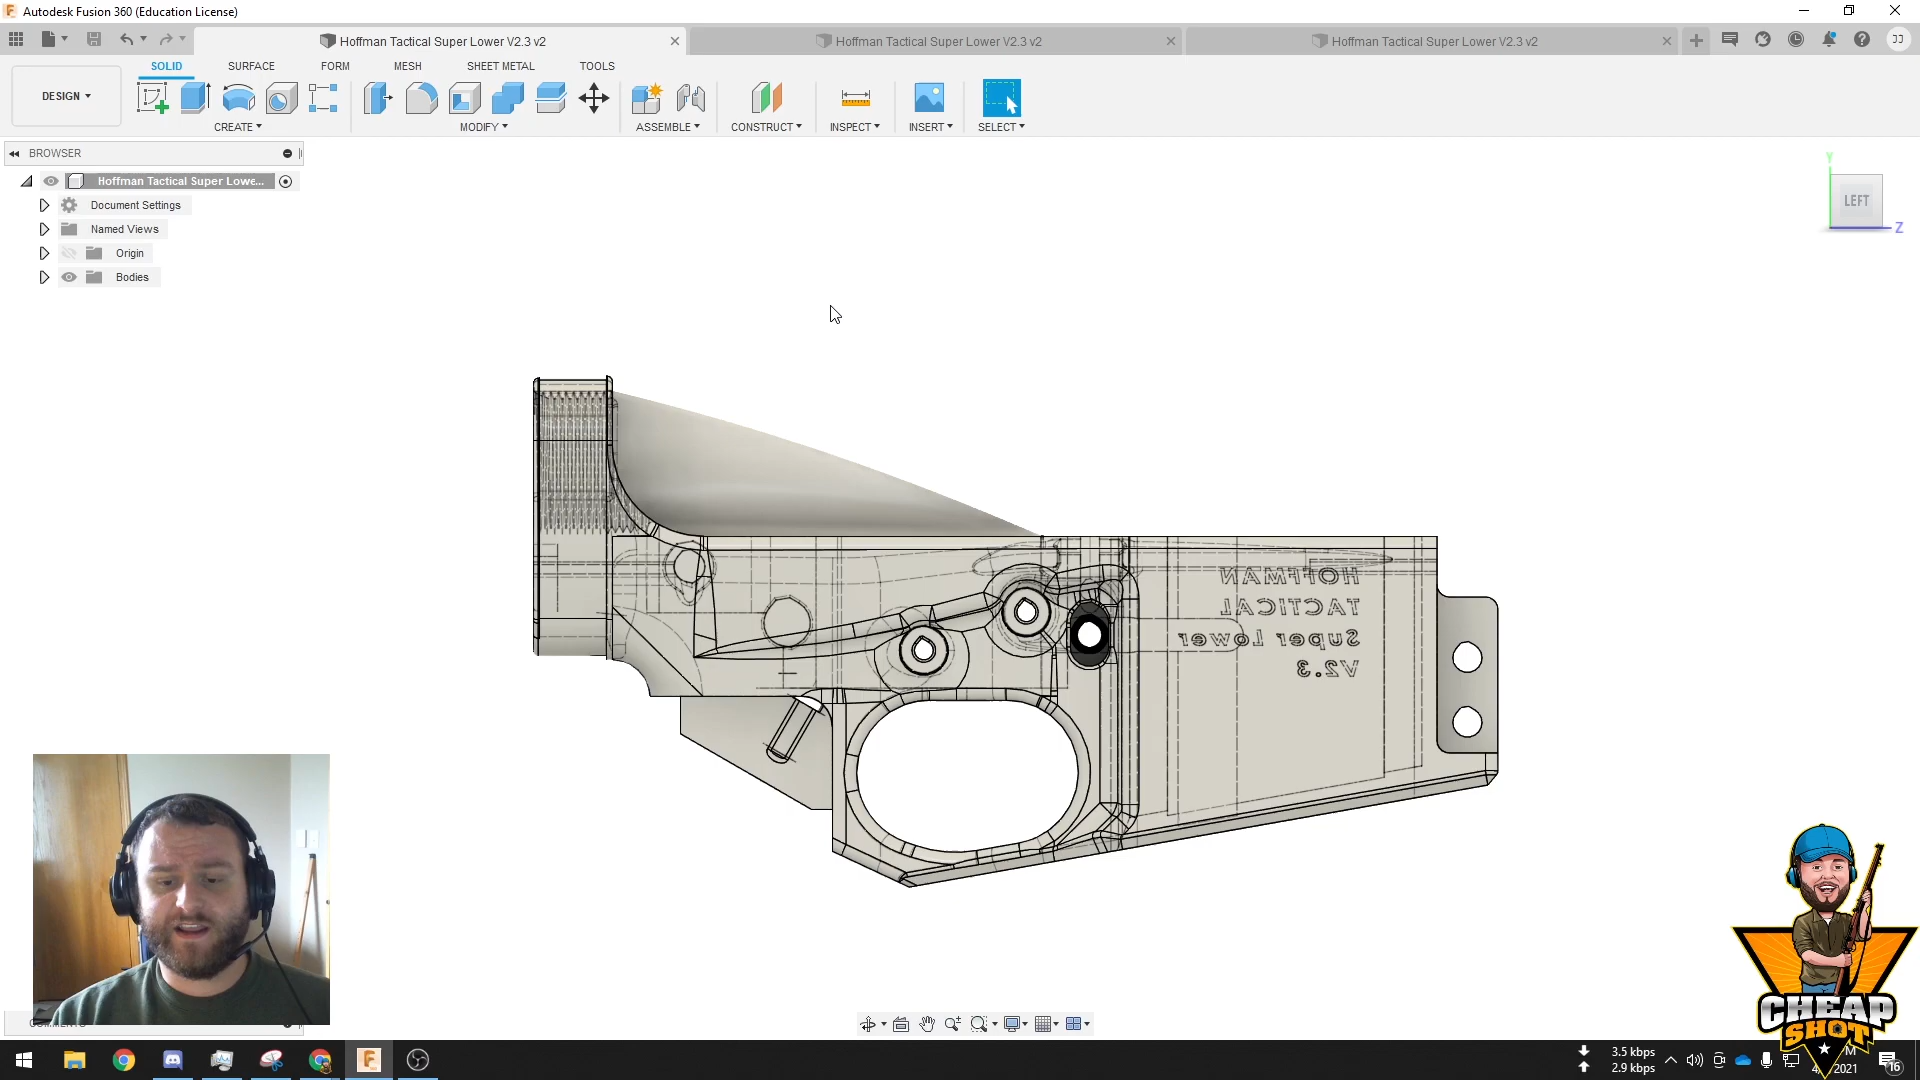 Autodesk Fusion 360 (Education License)
Hoffman Tactical Super Lower V2.3 v2
Hoffman Tactical Super Lower V2.3 v2
Hoffman Tactical Super Lower V2.3 v2
JJ
DESIGN
SOLID SURFACE FORM MESH SHEET METAL TOOLS
CREATE MODIFY ASSEMBLE CONSTRUCT INSPECT INSERT SELECT
BROWSER
Hoffman Tactical Super Lowe...
Document Settings
Named Views
Origin
Bodies
Y
LEFT
Z
HOFFMAN
TACTICAL
Super Lower
V2.3
COMMENTS
CHEAP
SHOT
3.5 kbps
2.9 kbps
M
2021
16